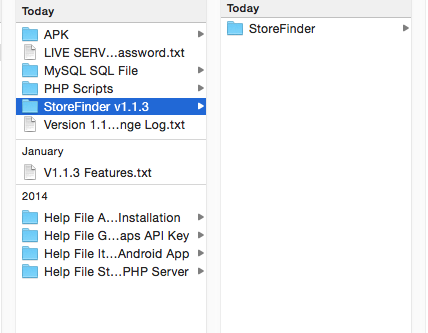 Today
APK
LIVE SERV...assword.txt
MySQL SQL File
PHP Scripts
StoreFinder v1.1.3
Version 1.1...nge Log.txt
January
V1.1.3 Features.txt
2014
Help File A...Installation
Help File G...aps API Key
Help File It...Android App
Help File St...PHP Server
Today
StoreFinder